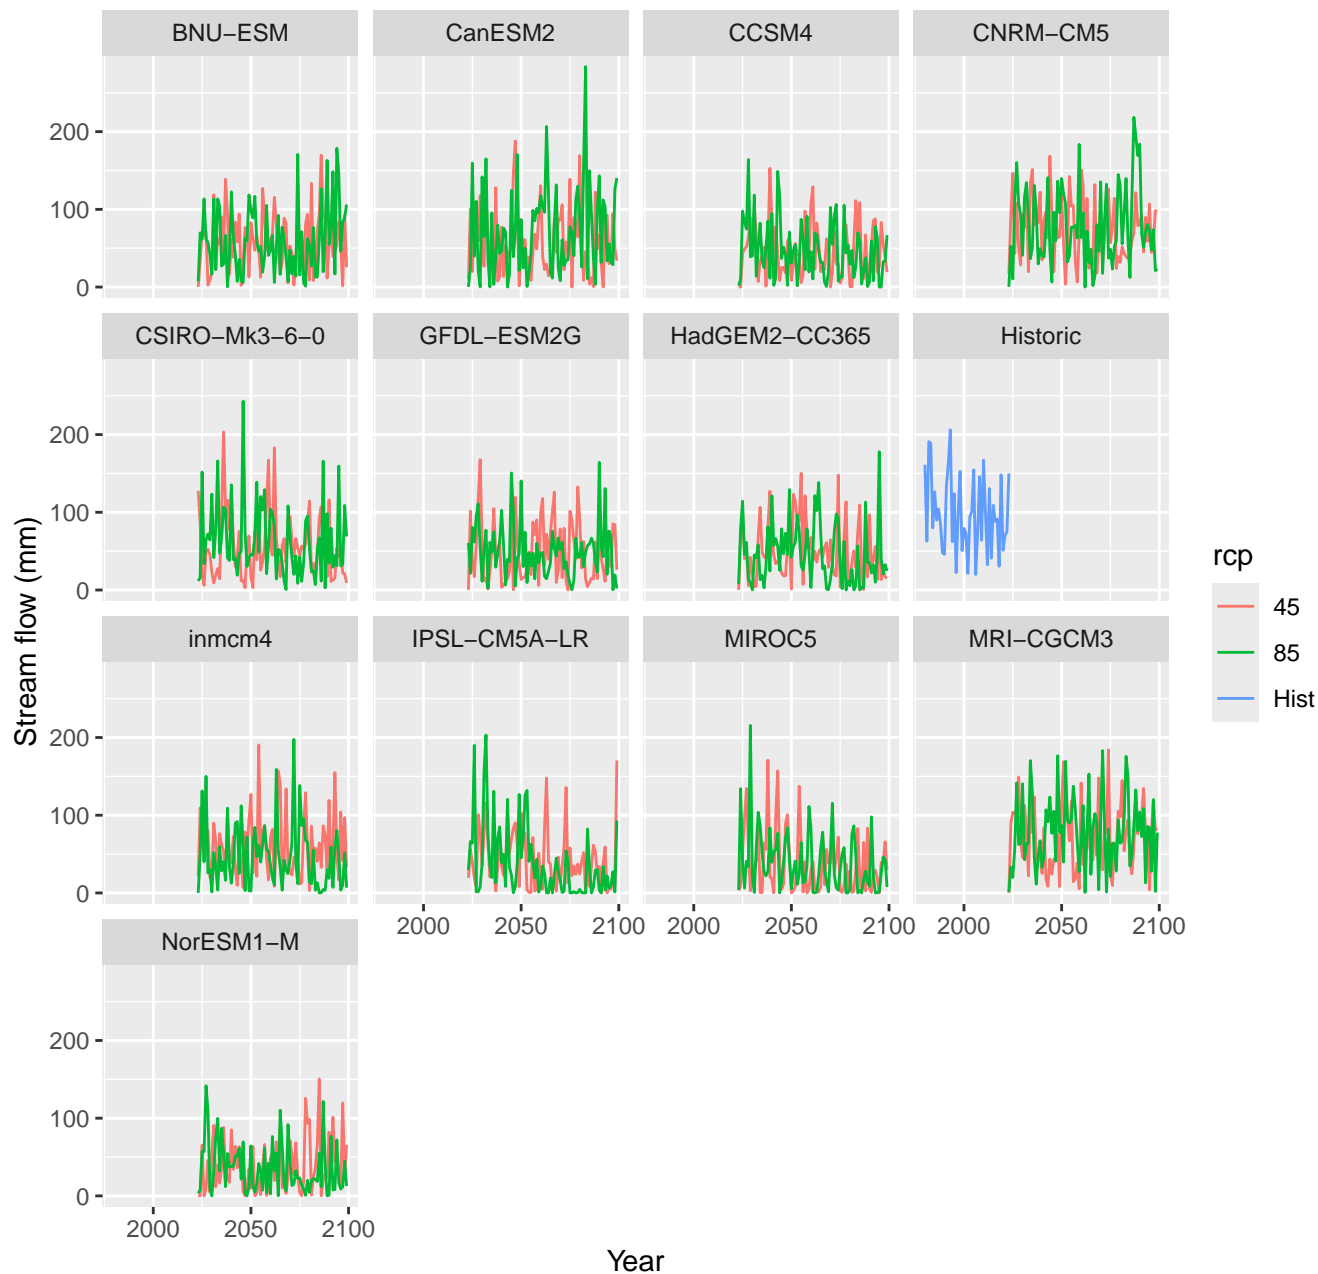 BNU−ESM CanESM2 CCSM4 CNRM−CM5
200
100
0
CSIRO−Mk3−6−0 GFDL−ESM2G HadGEM2−CC365 Historic
200
100
0
inmcm4 IPSL−CM5A−LR MIROC5 MRI−CGCM3
200
100
0
2000 2050 2100 2000 2050 2100 2000 2050 2100
NorESM1−M
200
100
0
2000 2050 2100
Year
Stream flow (mm)
rcp
45
85
Hist